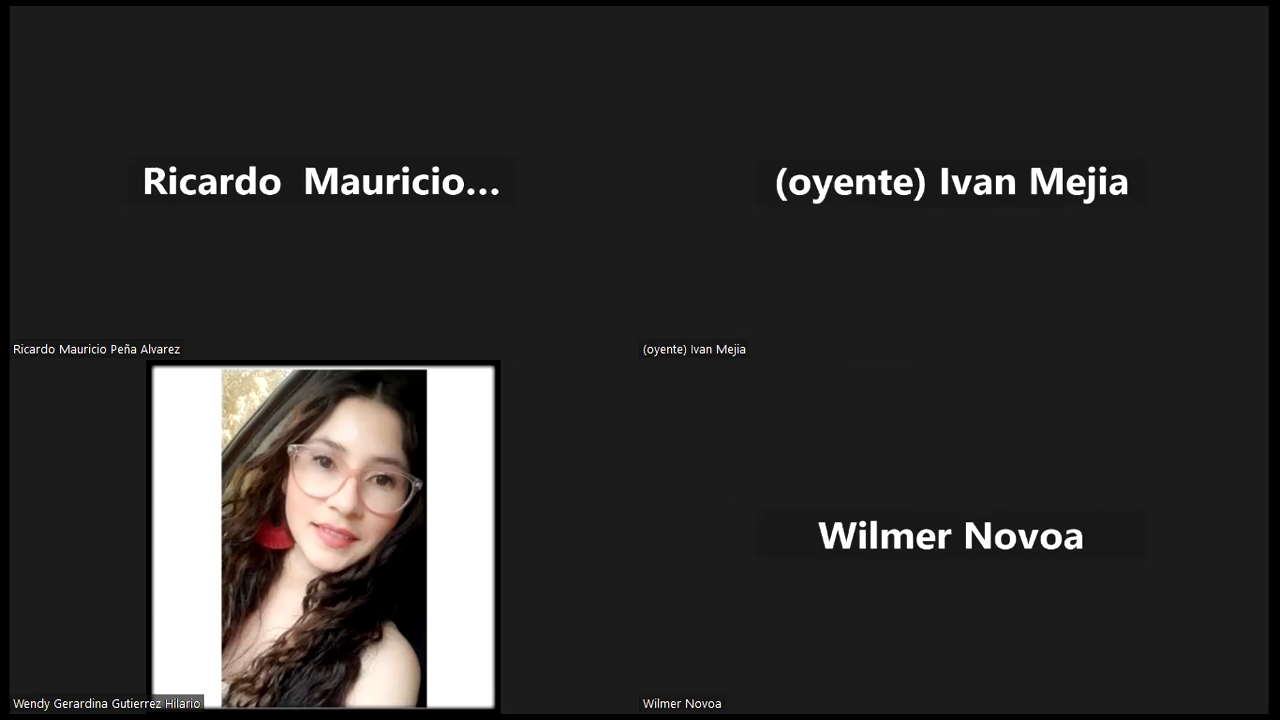 Ricardo Mauricio...
(oyente) Ivan Mejia
Ricardo Mauricio Peña Alvarez
(oyente) Ivan Mejia
Wilmer Novoa
Wendy Gerardina Gutierrez Hilario
Wilmer Novoa